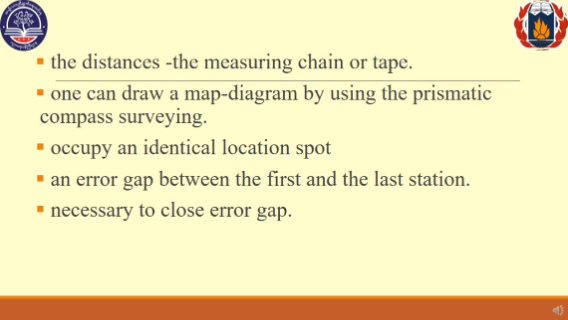 ▪ the distances -the measuring chain or tape.
▪ one can draw a map-diagram by using the prismatic
compass surveying.
▪ occupy an identical location spot
▪ an error gap between the first and the last station.
▪ necessary to close error gap.